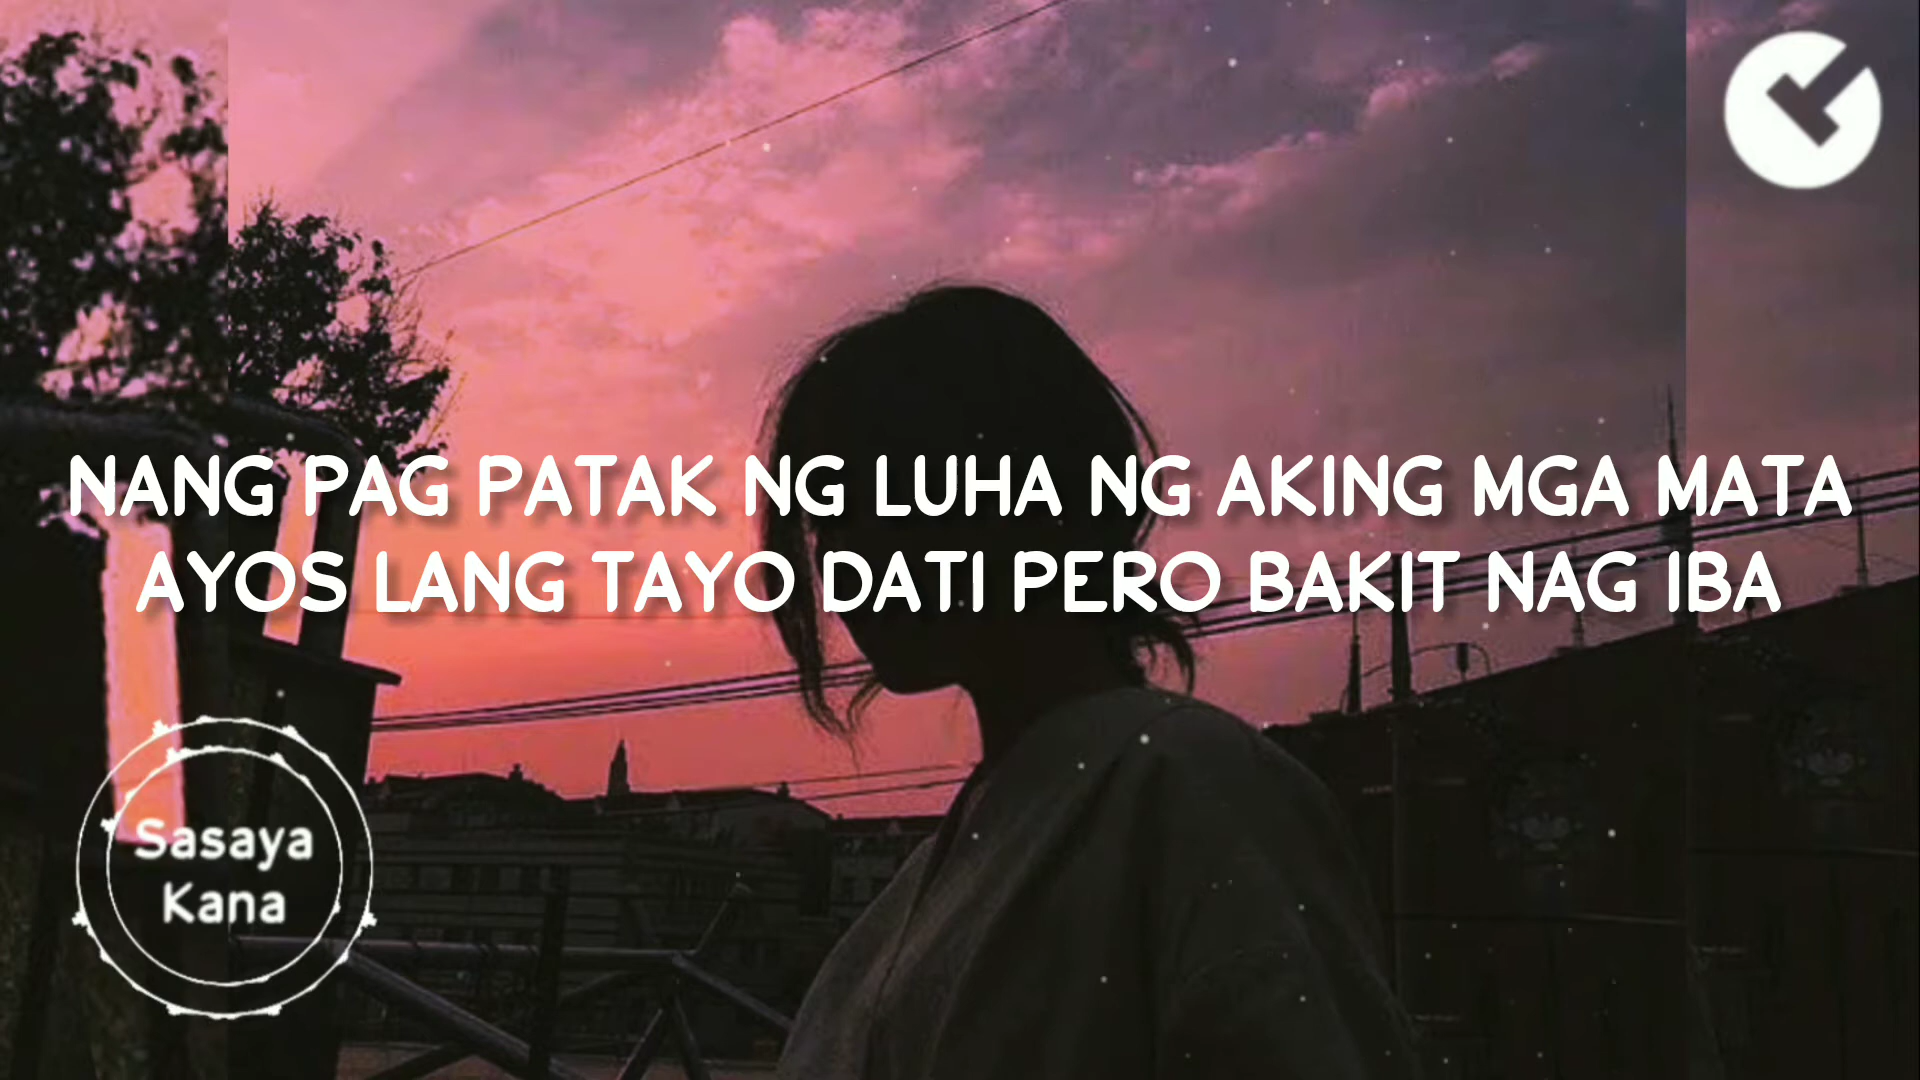 NANG PAG PATAK NG LUHA NG AKING MGA MATA
AYOS LANG TAYO DATI PERO BAKIT NAG IBA
Sasaya
Kana